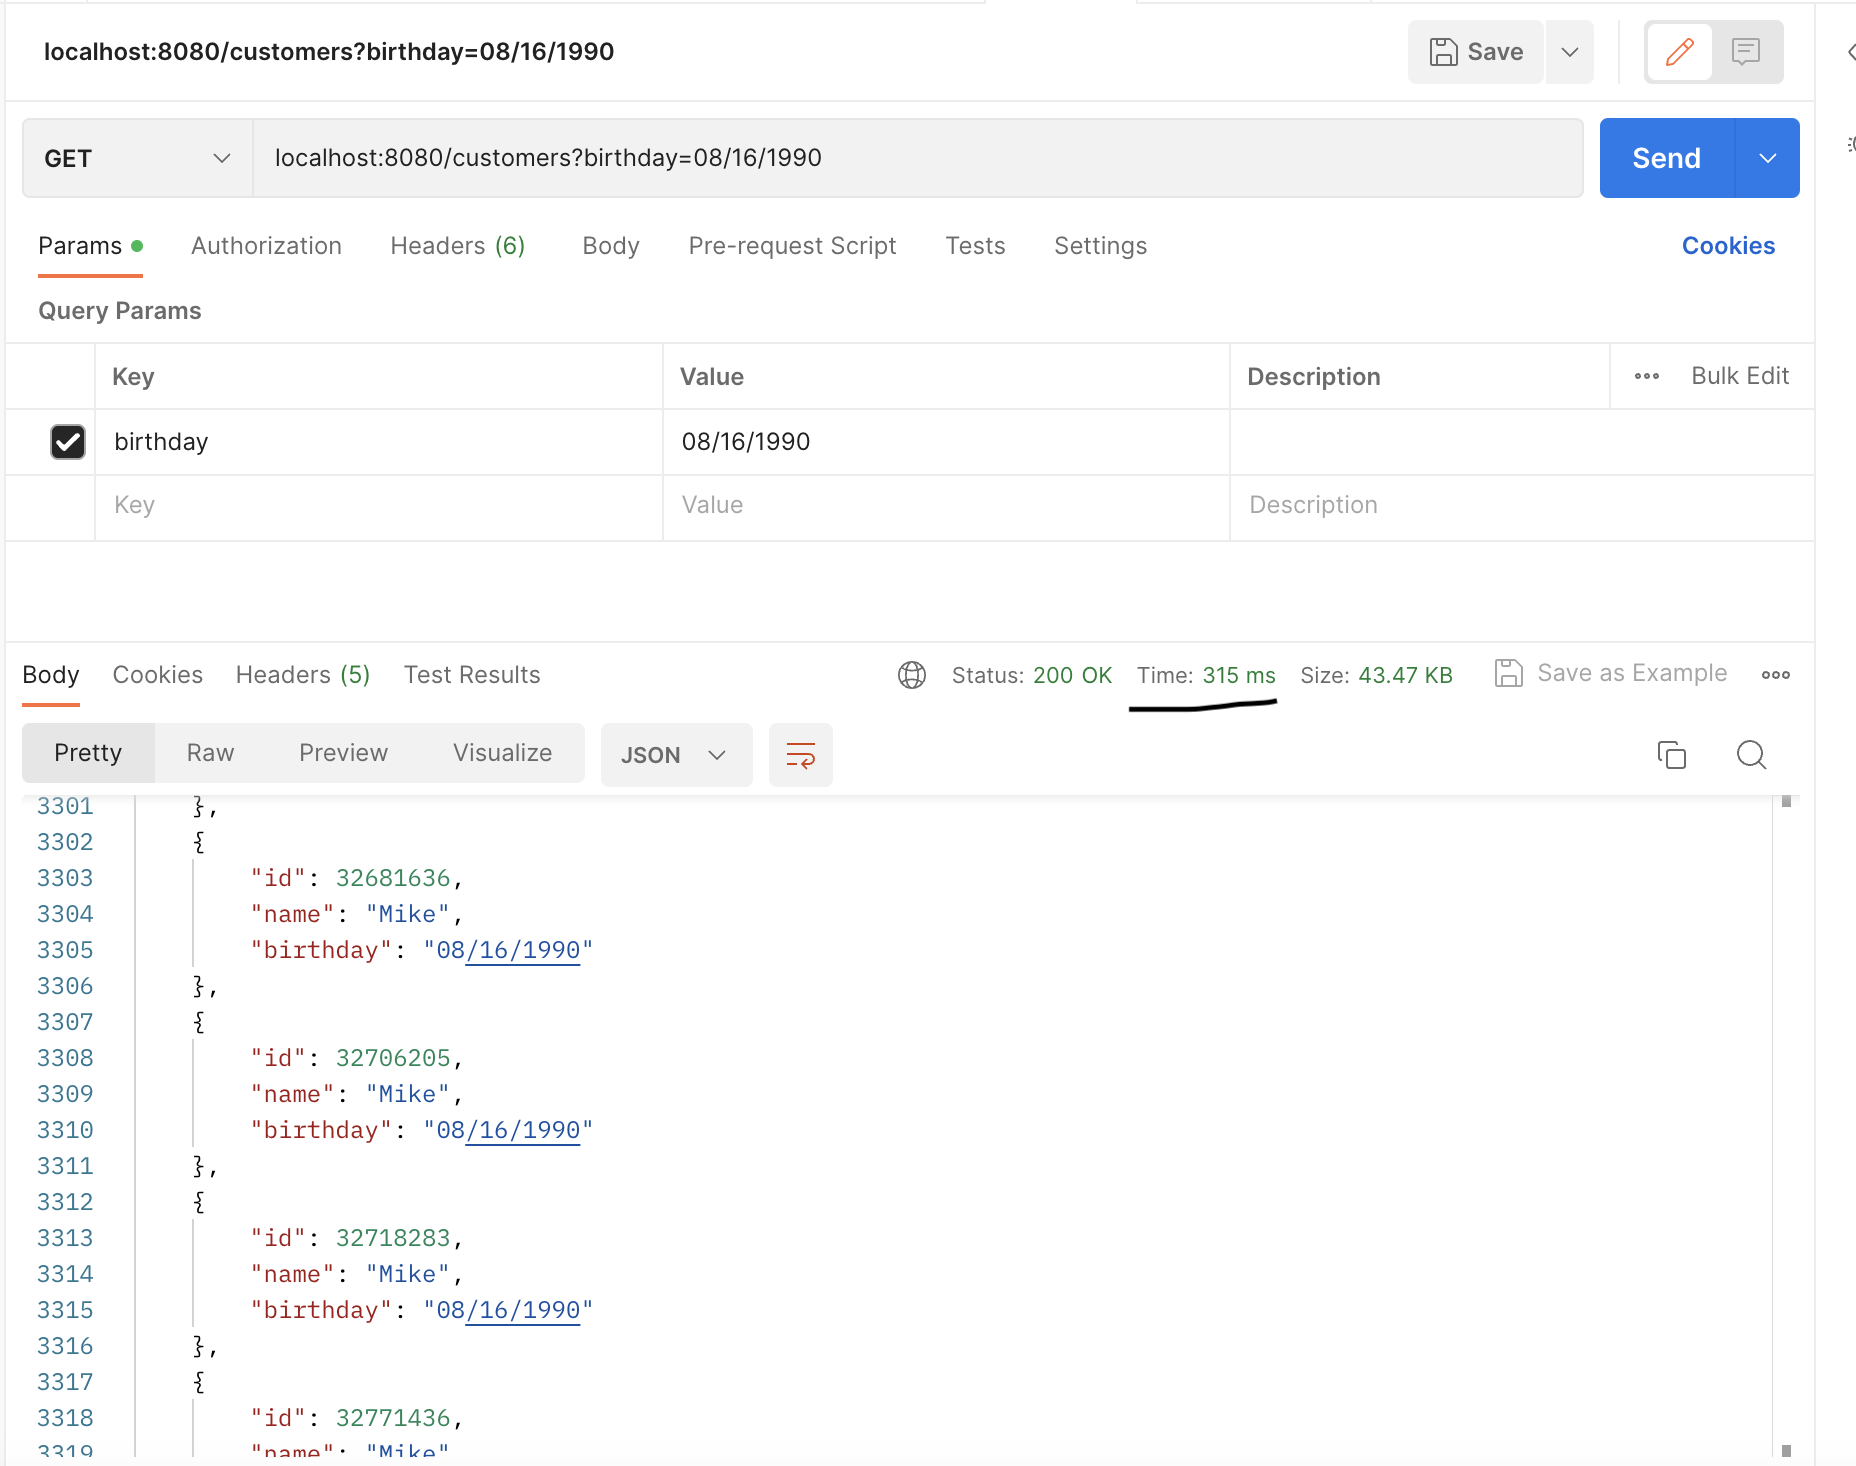 localhost:8080/customers?birthday=08/16/1990
Save
GET
localhost:8080/customers?birthday=08/16/1990
Send
Params Authorization Headers (6) Body Pre-request Script Tests Settings Cookies
Query Params
Key Value Description Bulk Edit
birthday 08/16/1990
Key Value Description
Body Cookies Headers (5) Test Results Status: 200 OK Time: 315 ms Size: 43.47 KB Save as Example
Pretty Raw Preview Visualize JSON
3301 },
3302 {
3303 "id": 32681636,
3304 "name": "Mike",
3305 "birthday": "08/16/1990"
3306 },
3307 {
3308 "id": 32706205,
3309 "name": "Mike",
3310 "birthday": "08/16/1990"
3311 },
3312 {
3313 "id": 32718283,
3314 "name": "Mike",
3315 "birthday": "08/16/1990"
3316 },
3317 {
3318 "id": 32771436,
3319 "name": "Mike"